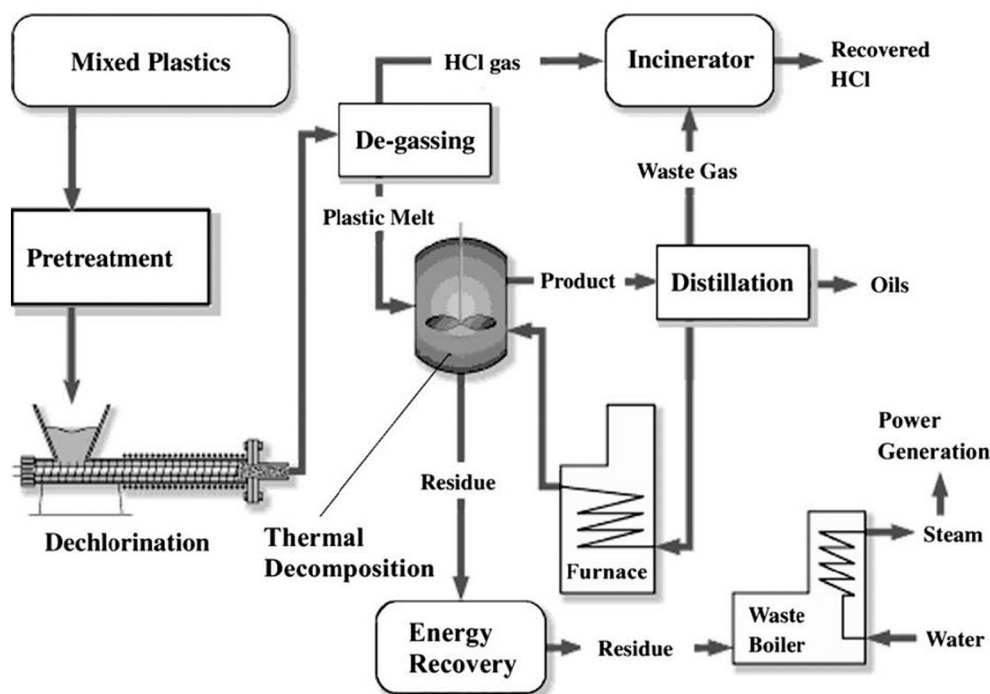 Mixed Plastics
HCl gas
Incinerator
Recovered
HCl
De-gassing
Waste Gas
Plastic Melt
Pretreatment
Product
Distillation
Oils
Power
Generation
Residue
Dechlorination
Thermal
Decomposition
Furnace
Steam
Energy
Recovery
Residue
Waste
Boiler
Water